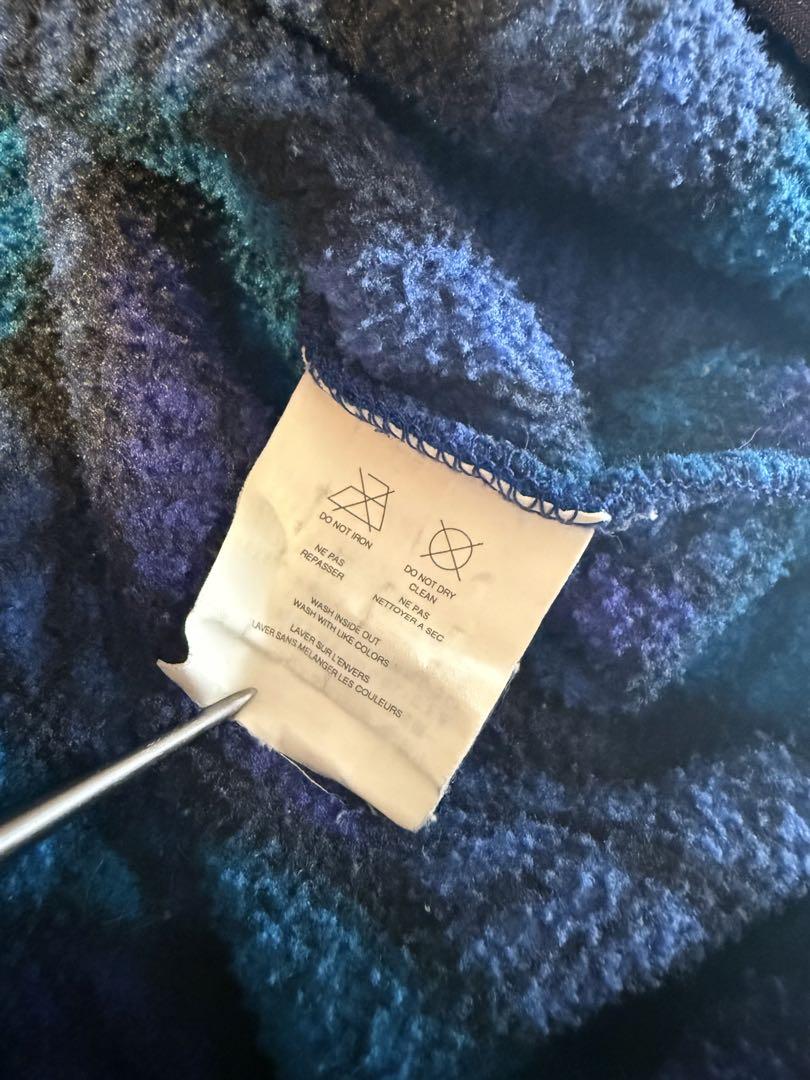 DO NOT IRON
NE PAS
REPASSER
DO NOT DRY
CLEAN
NE PAS
NETTOYER A SEC
WASH INSIDE OUT
WASH WITH LIKE COLORS
LAVER SUR L'ENVERS
LAVER SANS MELANGER LES COULEURS